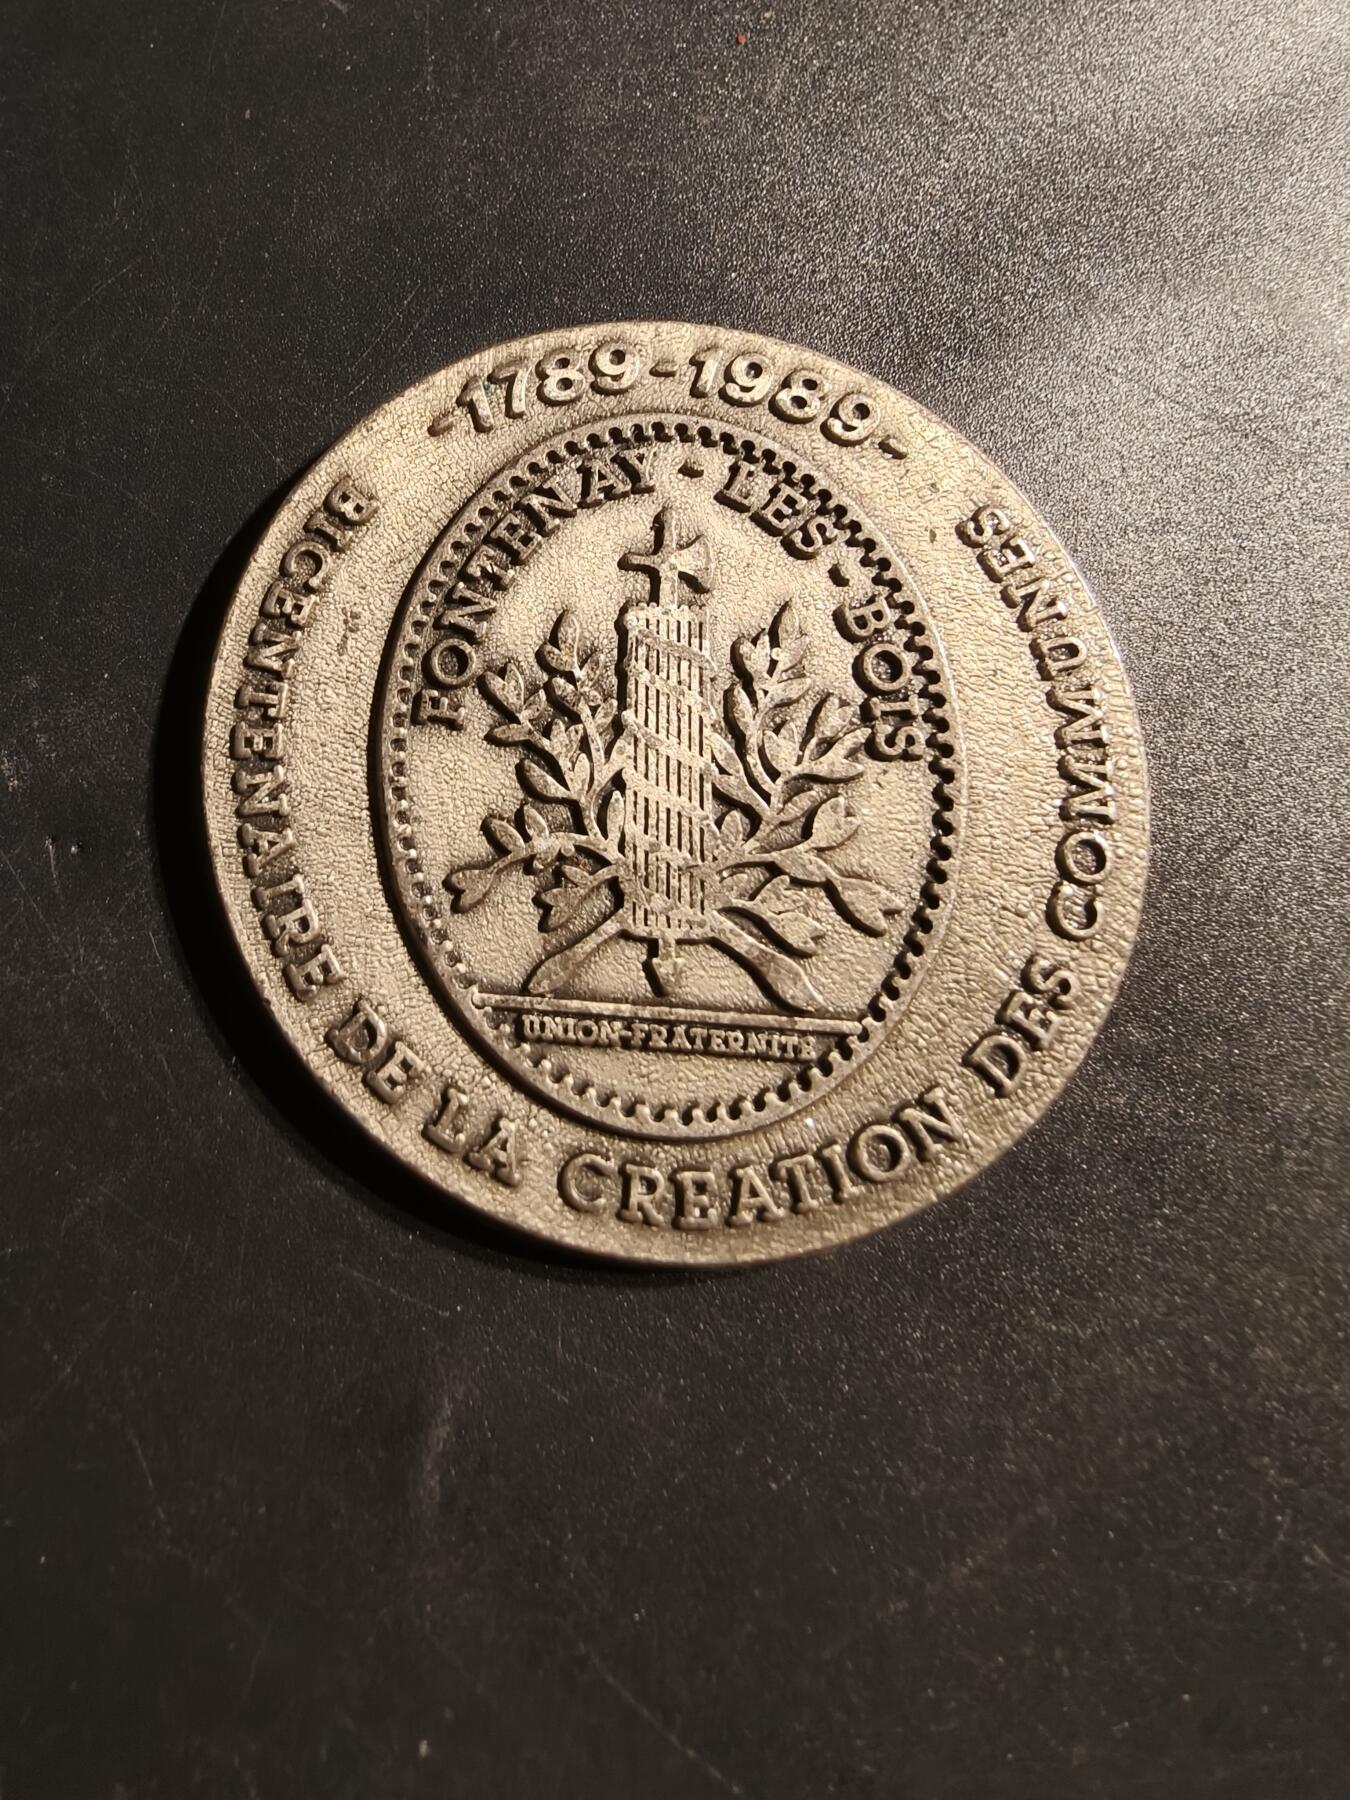 -1789-1989-
BICENTENAIRE DE LA CREATION DES COMMUNES
FONTENAY·LES·BOIS
UNION-FRATERNITE